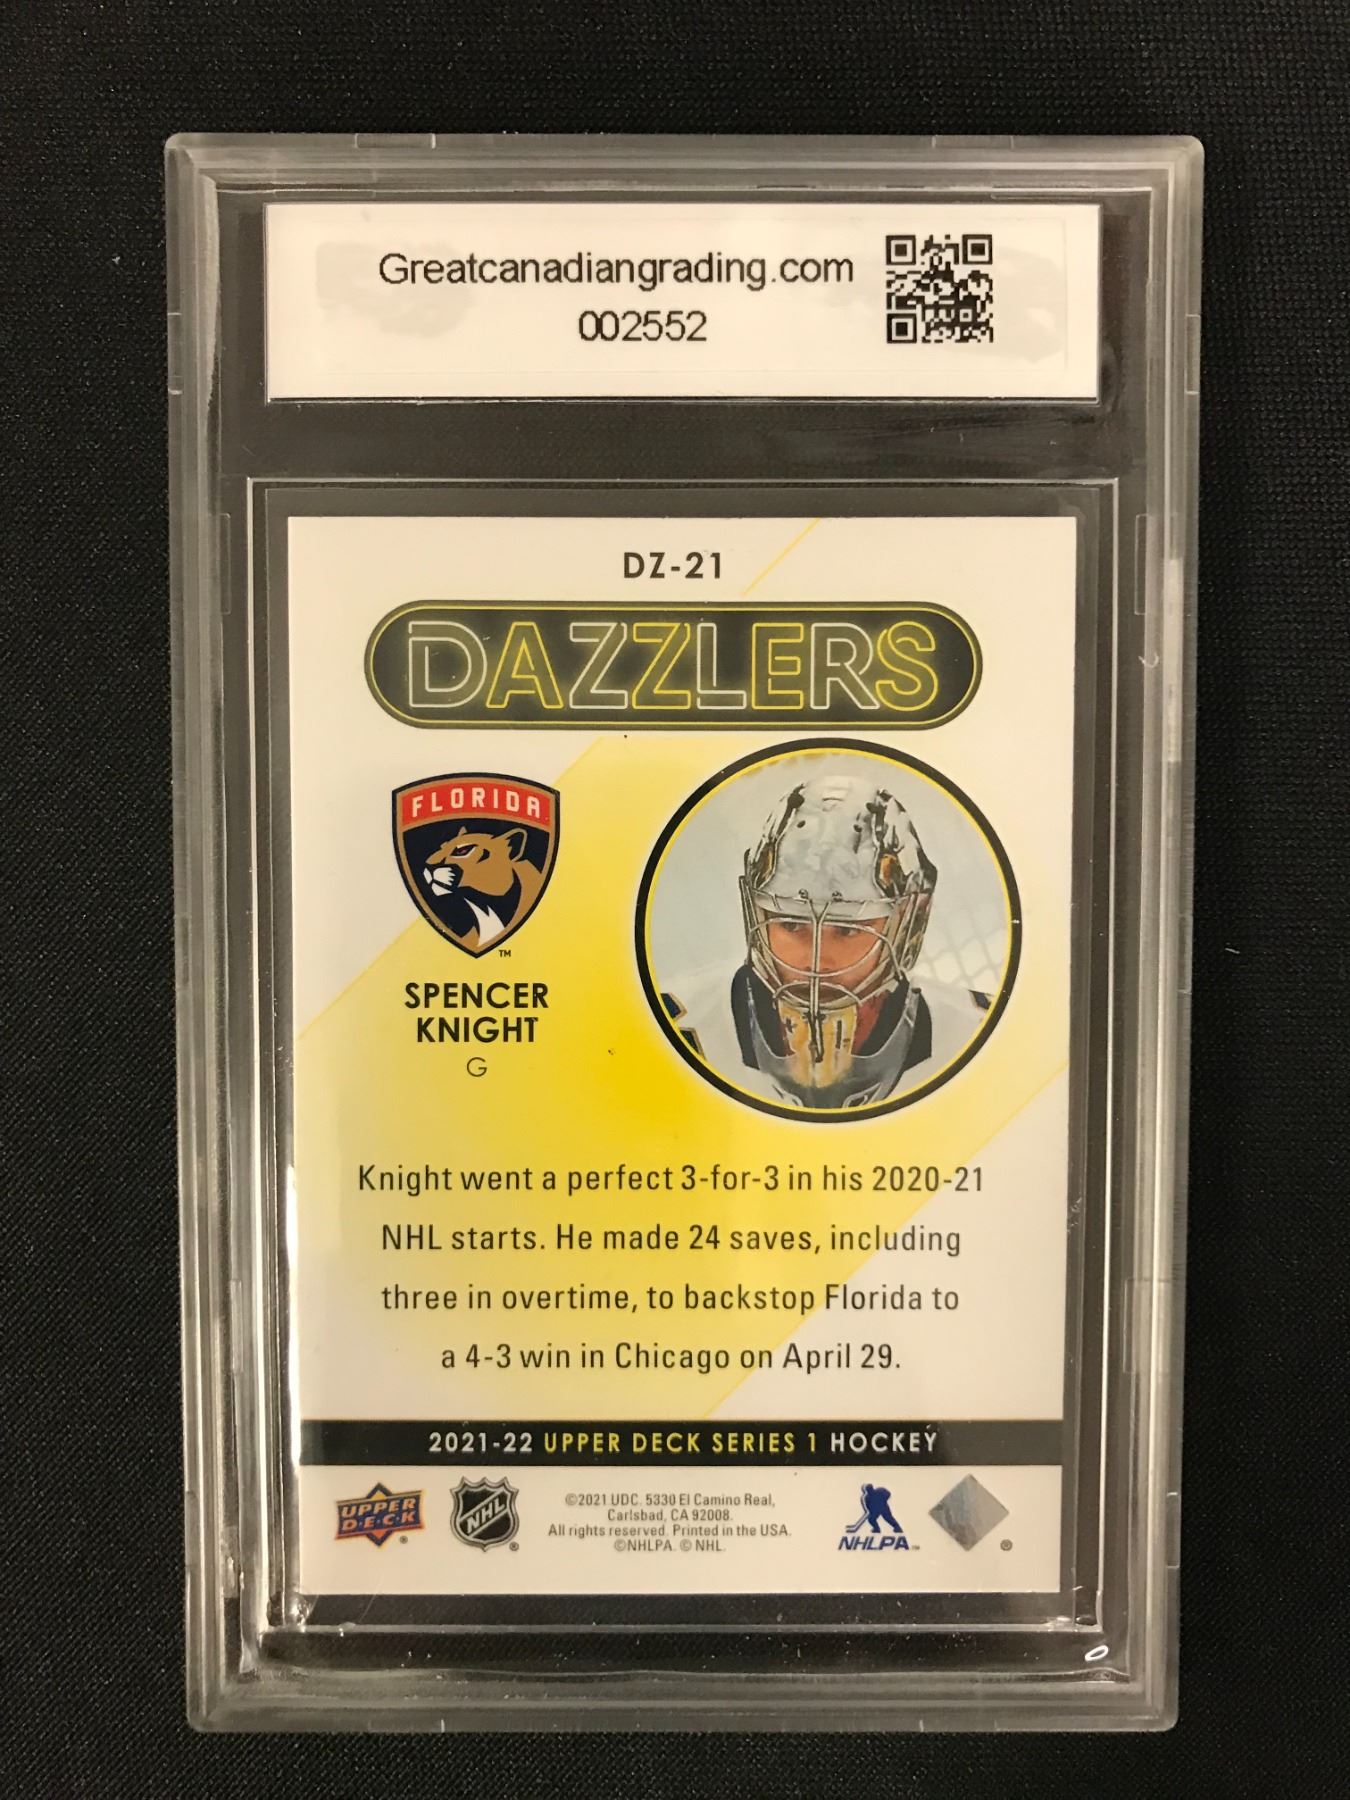 Greatcanadiangrading.com
002552
DZ-21
DAZZLERS
FLORIDA
™
SPENCER
KNIGHT
G
Knight went a perfect 3-for-3 in his 2020-21
NHL starts. He made 24 saves, including
three in overtime, to backstop Florida to
a 4-3 win in Chicago on April 29.
2021-22 UPPER DECK SERIES 1 HOCKEY
UPPER
D·E·C·K
®
NHL
®
©2021 UDC. 5330 El Camino Real,
Carlsbad, CA 92008.
All rights reserved. Printed in the USA.
©NHLPA. © NHL.
NHLPA™
®